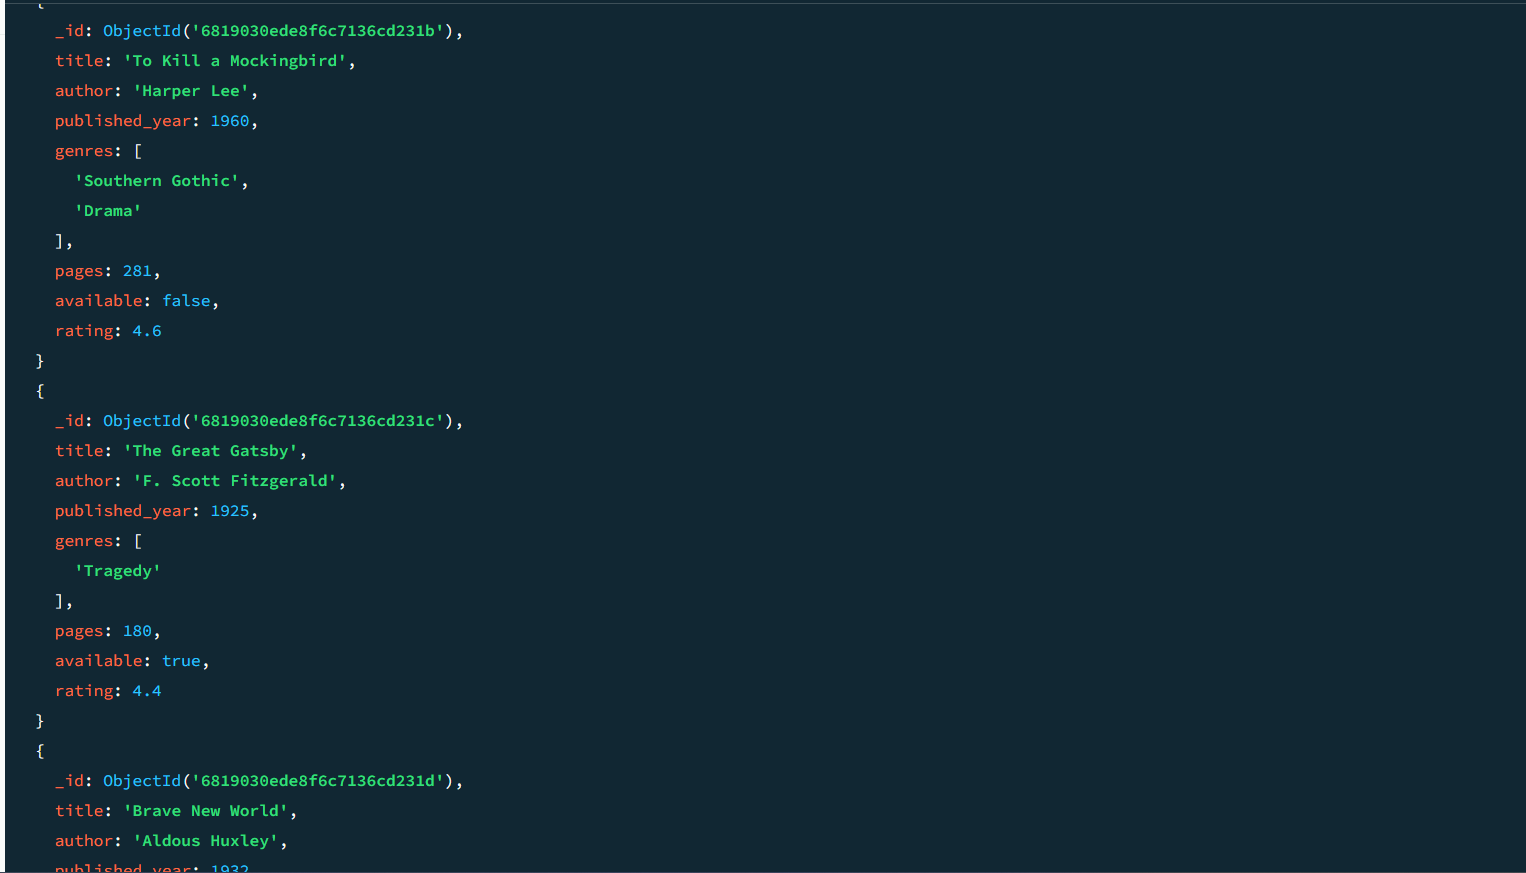 {
_id: ObjectId('6819030ede8f6c7136cd231b'),
title: 'To Kill a Mockingbird',
author: 'Harper Lee',
published_year: 1960,
genres: [
'Southern Gothic',
'Drama'
],
pages: 281,
available: false,
rating: 4.6
}
{
_id: ObjectId('6819030ede8f6c7136cd231c'),
title: 'The Great Gatsby',
author: 'F. Scott Fitzgerald',
published_year: 1925,
genres: [
'Tragedy'
],
pages: 180,
available: true,
rating: 4.4
}
{
_id: ObjectId('6819030ede8f6c7136cd231d'),
title: 'Brave New World',
author: 'Aldous Huxley',
published_year: 1932